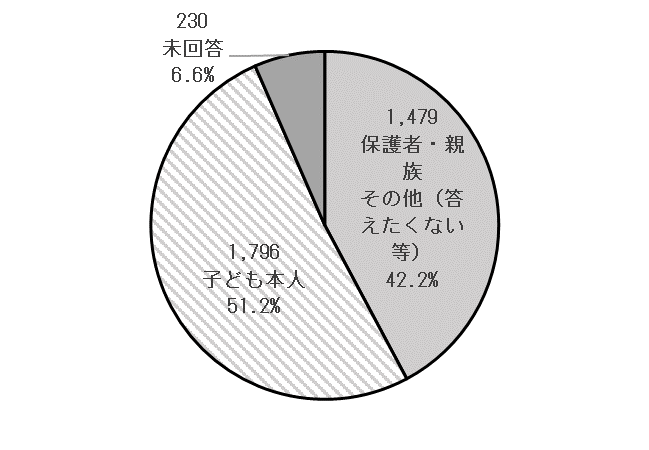 230
未回答
6.6%
1,479
保護者・親
族
その他（答
えたくない
等）
42.2%
1,796
子ども本人
51.2%